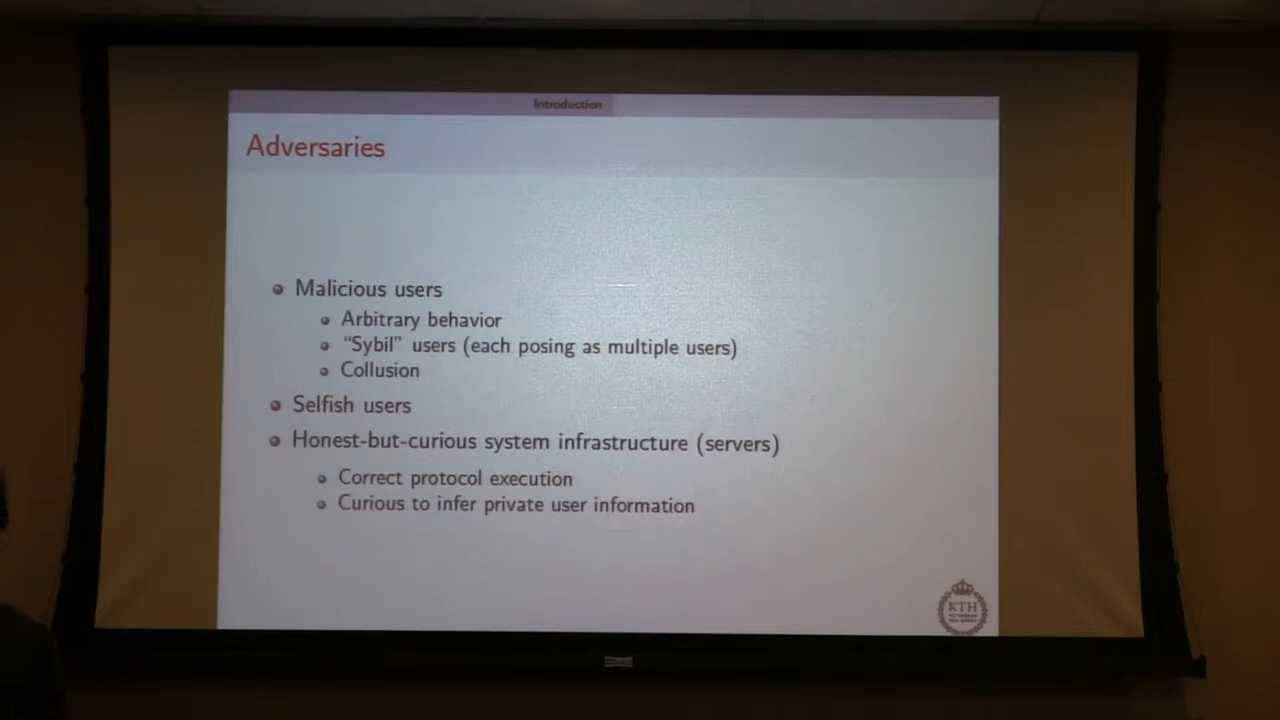 Introduction
Adversaries
Malicious users
Arbitrary behavior
“Sybil” users (each posing as multiple users)
Collusion
Selfish users
Honest-but-curious system infrastructure (servers)
Correct protocol execution
Curious to infer private user information
KTH